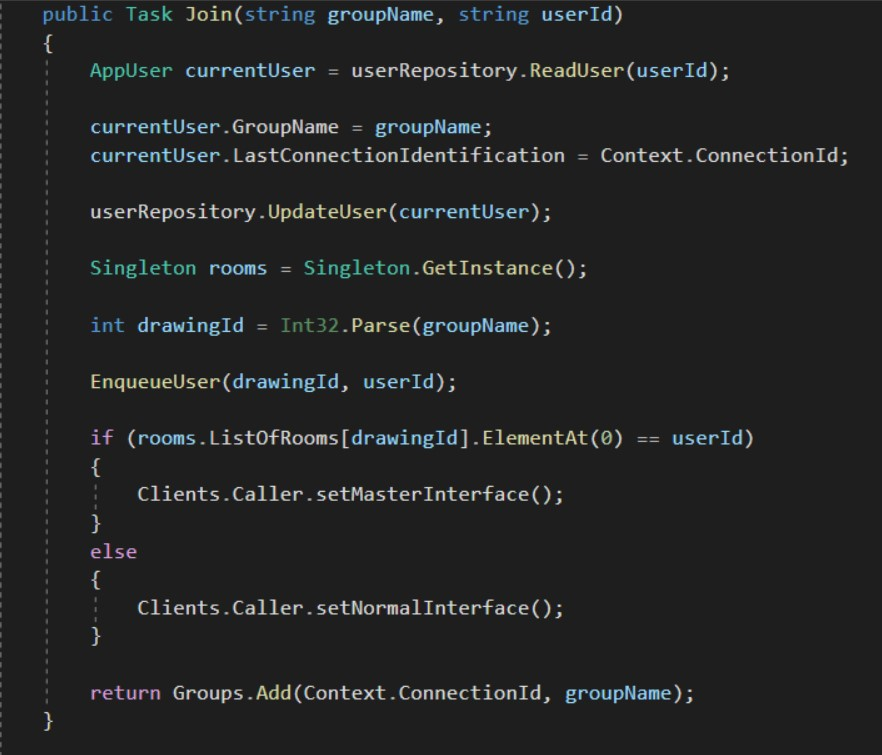 public Task Join(string groupName, string userId)
{
AppUser currentUser = userRepository.ReadUser(userId);
currentUser.GroupName = groupName;
currentUser.LastConnectionIdentification = Context.ConnectionId;
userRepository.UpdateUser(currentUser);
Singleton rooms = Singleton.GetInstance();
int drawingId = Int32.Parse(groupName);
EnqueueUser(drawingId, userId);
if (rooms.ListOfRooms[drawingId].ElementAt(0) == userId)
{
Clients.Caller.setMasterInterface();
}
else
{
Clients.Caller.setNormalInterface();
}
return Groups.Add(Context.ConnectionId, groupName);
}